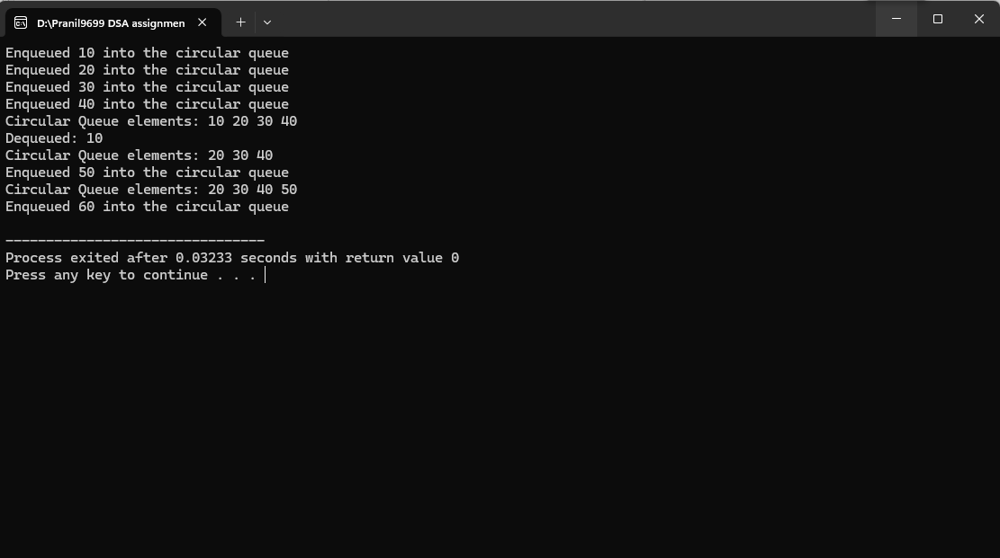 D:\Pranil9699 DSA assignmen
Enqueued 10 into the circular queue
Enqueued 20 into the circular queue
Enqueued 30 into the circular queue
Enqueued 40 into the circular queue
Circular Queue elements: 10 20 30 40
Dequeued: 10
Circular Queue elements: 20 30 40
Enqueued 50 into the circular queue
Circular Queue elements: 20 30 40 50
Enqueued 60 into the circular queue
--------------------------------
Process exited after 0.03233 seconds with return value 0
Press any key to continue . . .